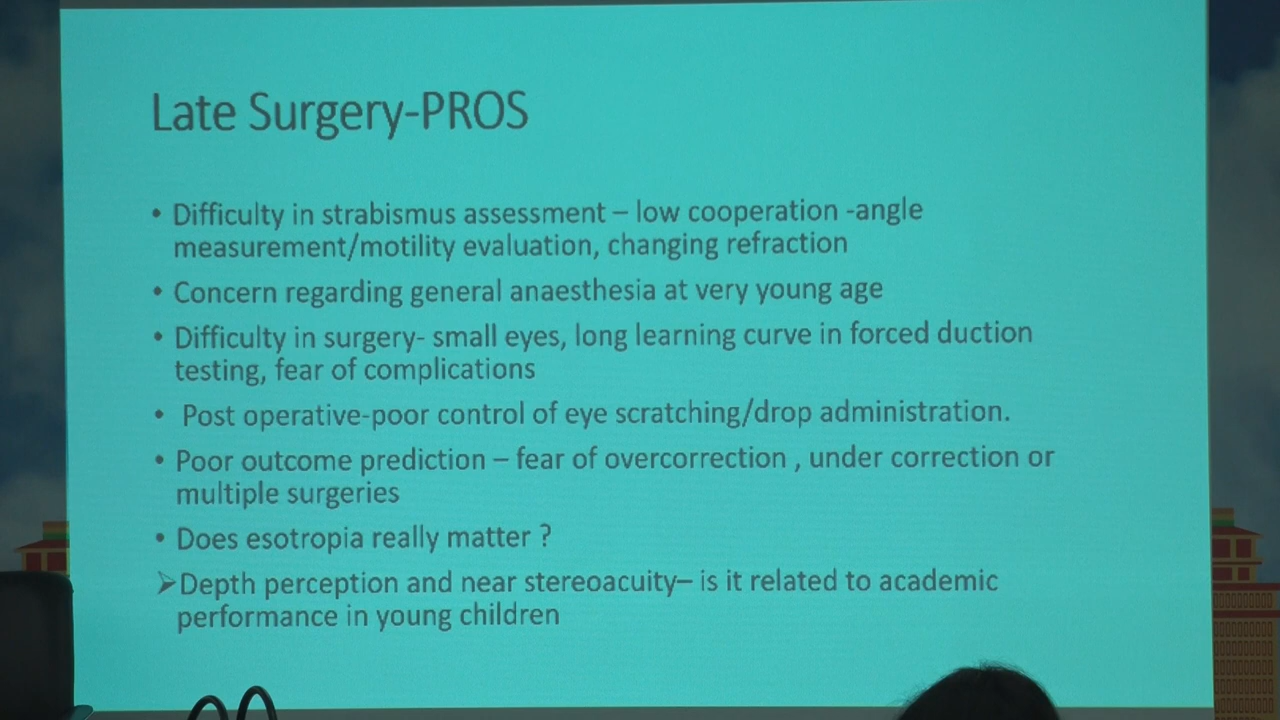 Late Surgery-PROS
• Difficulty in strabismus assessment – low cooperation -angle
measurement/motility evaluation, changing refraction
• Concern regarding general anaesthesia at very young age
• Difficulty in surgery- small eyes, long learning curve in forced duction
testing, fear of complications
• Post operative-poor control of eye scratching/drop administration.
• Poor outcome prediction – fear of overcorrection , under correction or
multiple surgeries
• Does esotropia really matter ?
➢Depth perception and near stereoacuity– is it related to academic
performance in young children